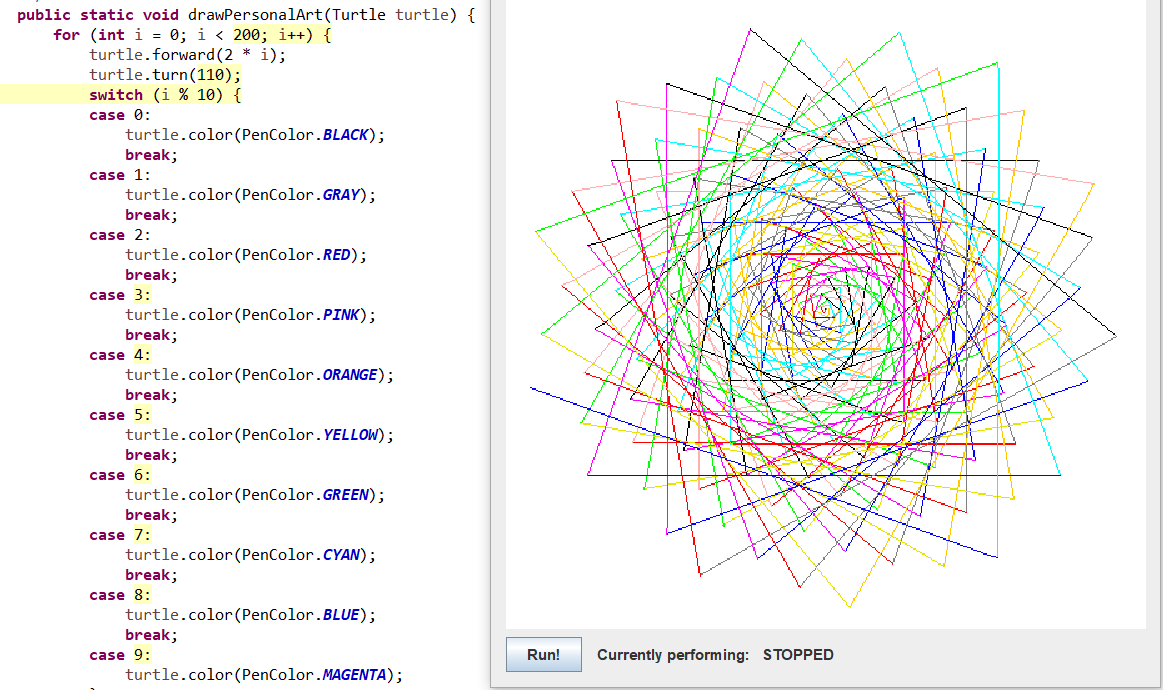 public static void drawPersonalArt(Turtle turtle) {
for (int i = 0; i < 200; i++) {
turtle.forward(2 * i);
turtle.turn(110);
switch (i % 10) {
case 0:
turtle.color(PenColor.BLACK);
break;
case 1:
turtle.color(PenColor.GRAY);
break;
case 2:
turtle.color(PenColor.RED);
break;
case 3:
turtle.color(PenColor.PINK);
break;
case 4:
turtle.color(PenColor.ORANGE);
break;
case 5:
turtle.color(PenColor.YELLOW);
break;
case 6:
turtle.color(PenColor.GREEN);
break;
case 7:
turtle.color(PenColor.CYAN);
break;
case 8:
turtle.color(PenColor.BLUE);
break;
case 9:
turtle.color(PenColor.MAGENTA);
Run! Currently performing: STOPPED